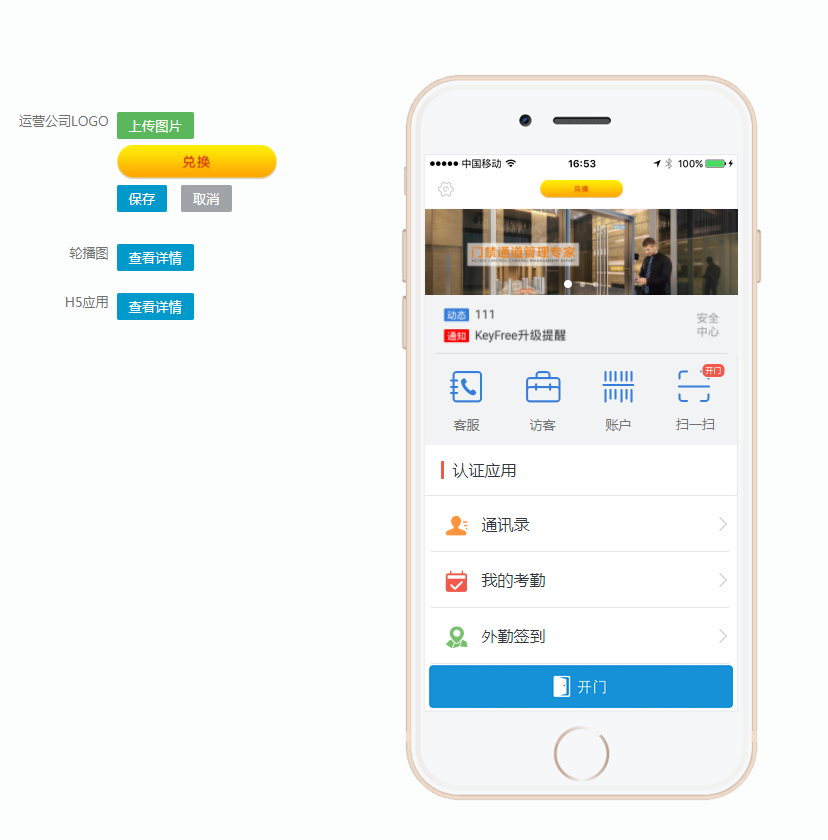 运营公司LOGO
上传图片
兑换
保存
取消
轮播图
查看详情
H5应用
查看详情
中国移动
16:53
100%
兑换
门禁通道管理专家
动态
111
通知
KeyFree升级提醒
安全
中心
客服
访客
账户
开门
扫一扫
认证应用
通讯录
我的考勤
外勤签到
开门